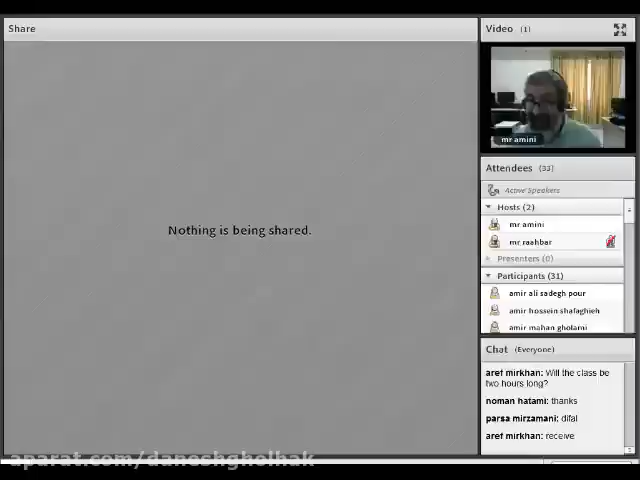 Share
Nothing is being shared.
Video (1)
mr amini
Attendees (33)
Active Speakers
Hosts (2)
mr amini
mr raahbar
Presenters (0)
Participants (31)
amir ali sadegh pour
amir hossein shafaghieh
amir mahan gholami
Chat (Everyone)
aref mirkhan: Will the class be
two hours long?
noman hatami: thanks
parsa mirzamani: difal
aref mirkhan: receive
aparat.com/daneshgholhak